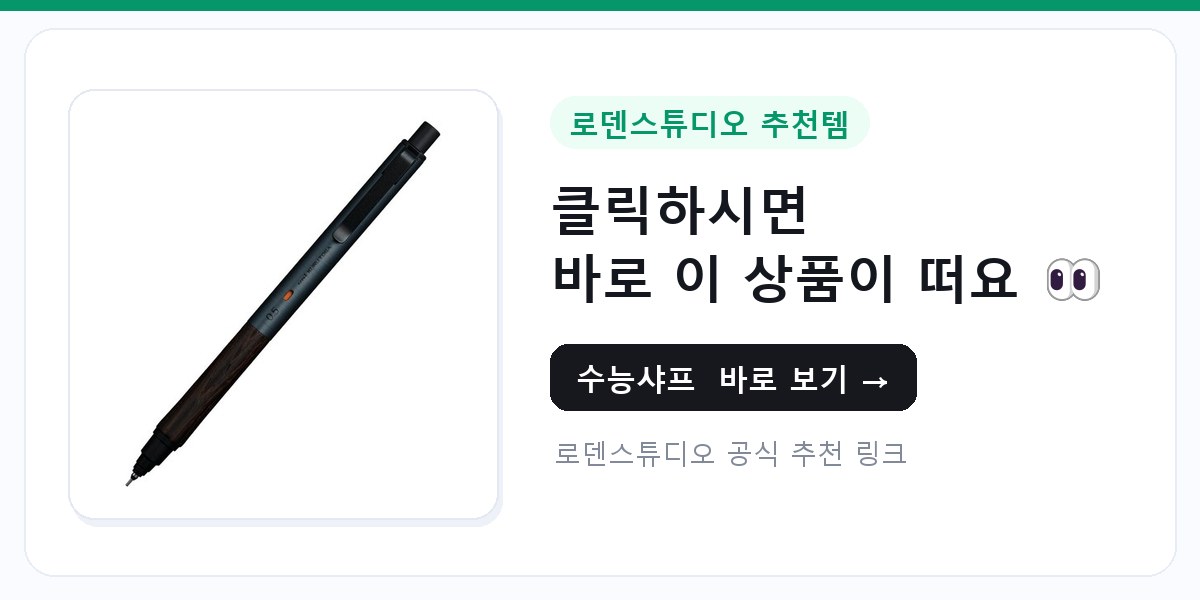 로덴스튜디오 추천템
클릭하시면
바로 이 상품이 떠요 👀
수능샤프 바로 보기 →
로덴스튜디오 공식 추천 링크
0.5